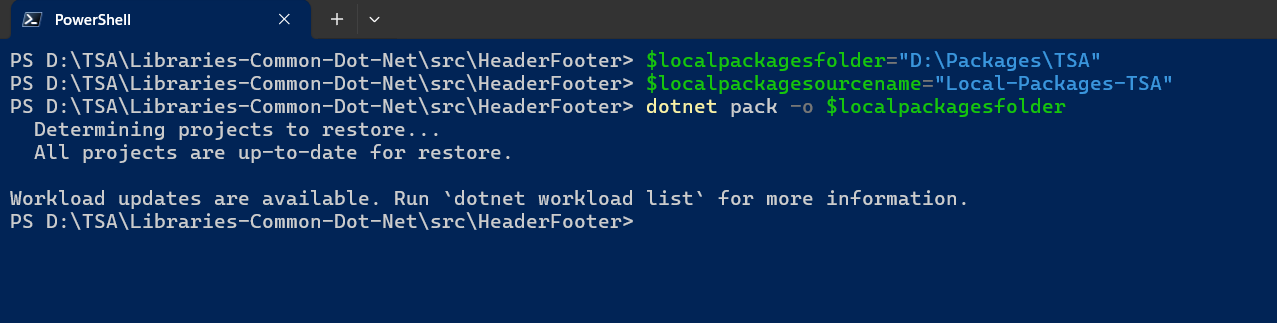 PowerShell
PS D:\TSA\Libraries-Common-Dot-Net\src\HeaderFooter> $localpackagesfolder="D:\Packages\TSA"
PS D:\TSA\Libraries-Common-Dot-Net\src\HeaderFooter> $localpackagesourcename="Local-Packages-TSA"
PS D:\TSA\Libraries-Common-Dot-Net\src\HeaderFooter> dotnet pack -o $localpackagesfolder
  Determining projects to restore...
  All projects are up-to-date for restore.

Workload updates are available. Run `dotnet workload list` for more information.
PS D:\TSA\Libraries-Common-Dot-Net\src\HeaderFooter>